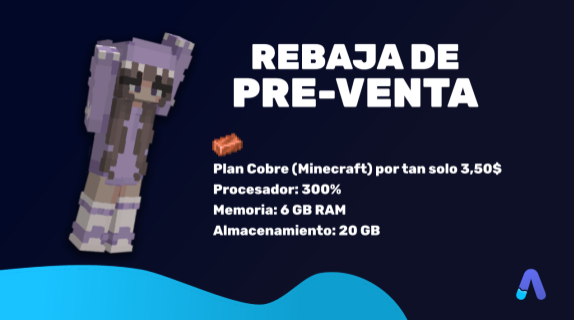 REBAJA DE
PRE-VENTA
Plan Cobre (Minecraft) por tan solo 3,50$
Procesador: 300%
Memoria: 6 GB RAM
Almacenamiento: 20 GB